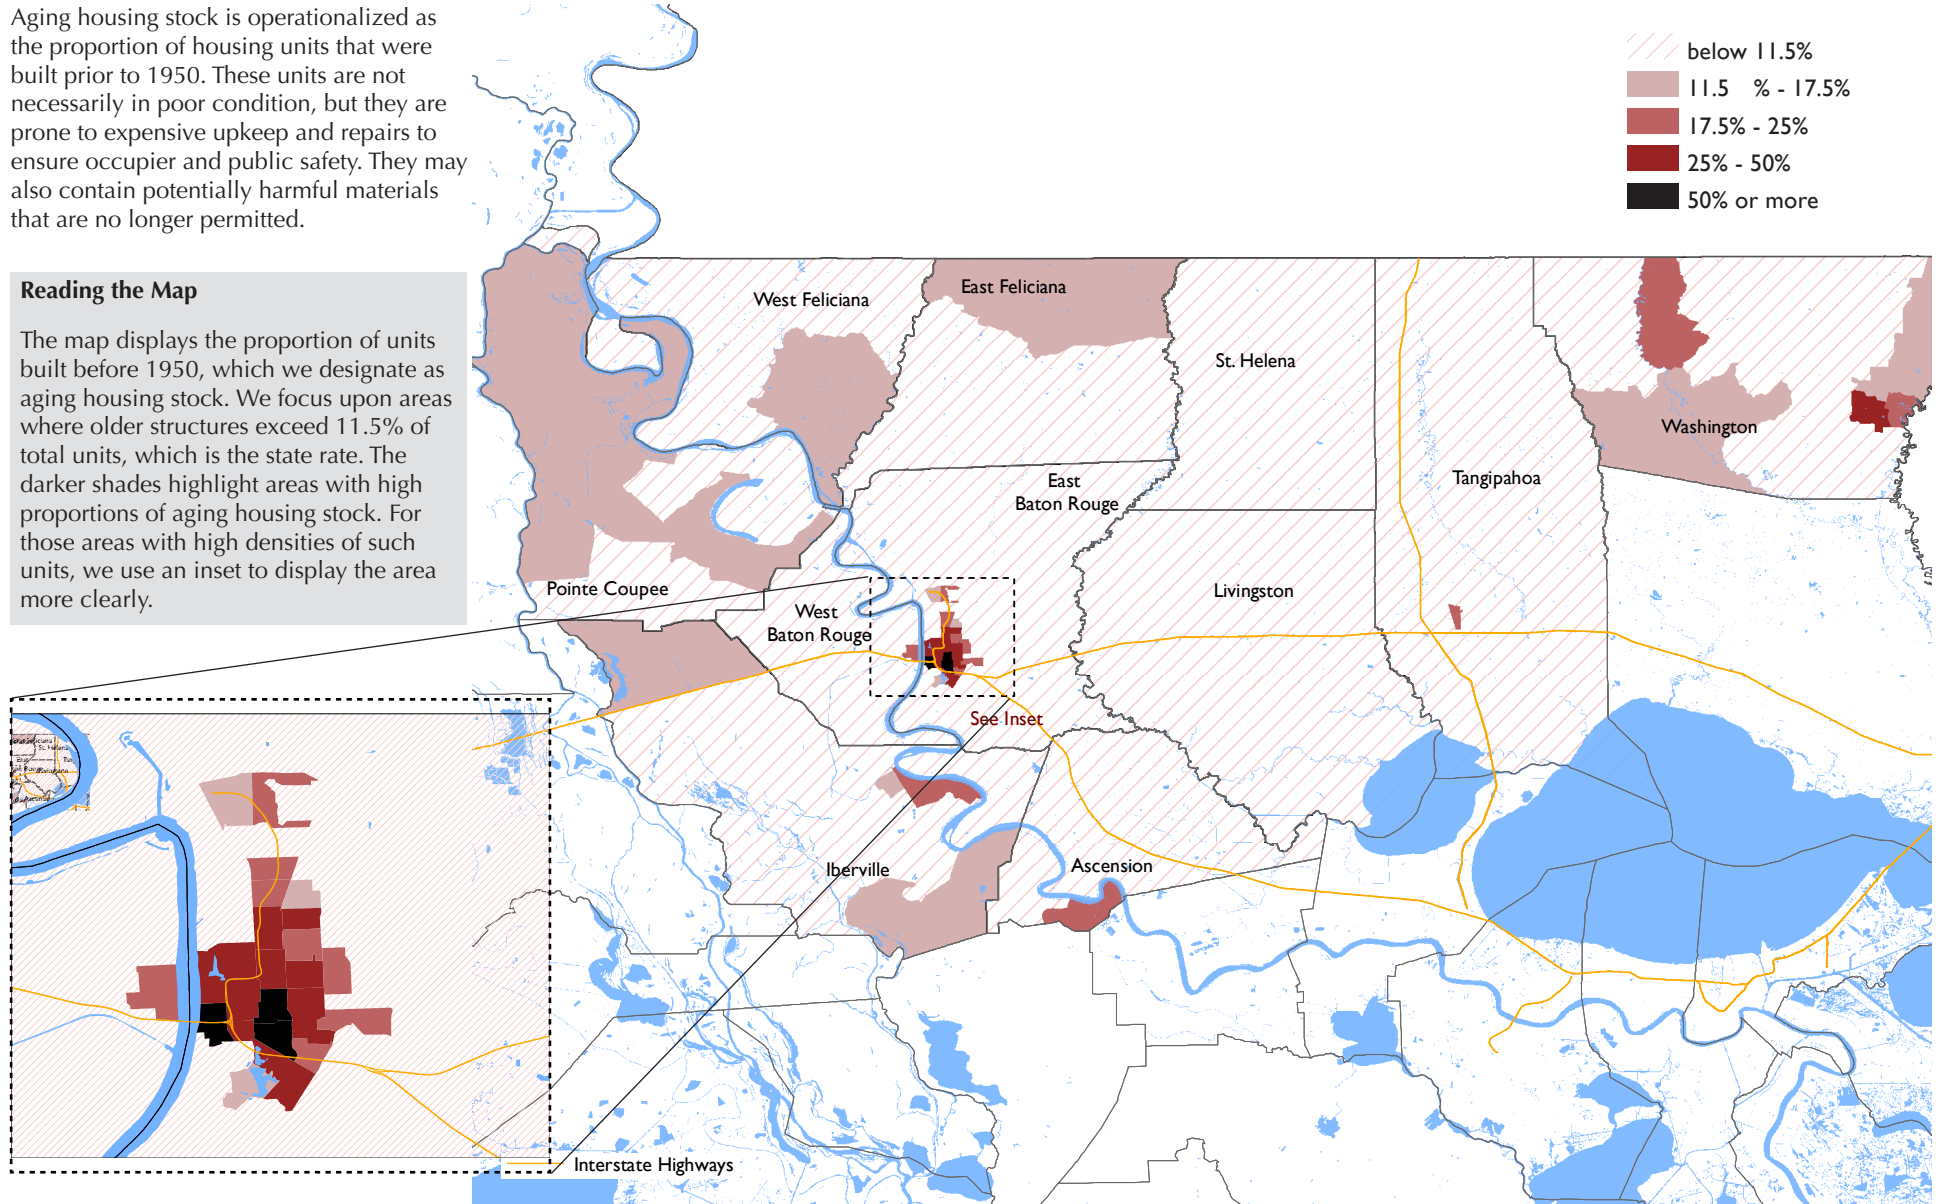 Aging housing stock is operationalized as
the proportion of housing units that were
built prior to 1950. These units are not
necessarily in poor condition, but they are
prone to expensive upkeep and repairs to
ensure occupier and public safety. They may
also contain potentially harmful materials
that are no longer permitted.
Reading the Map
The map displays the proportion of units
built before 1950, which we designate as
aging housing stock. We focus upon areas
where older structures exceed 11.5% of
total units, which is the state rate. The
darker shades highlight areas with high
proportions of aging housing stock. For
those areas with high densities of such
units, we use an inset to display the area
more clearly.
below 11.5%
11.5 % - 17.5%
17.5% - 25%
25% - 50%
50% or more
West Feliciana
East Feliciana
St. Helena
Washington
Tangipahoa
East
Baton Rouge
Pointe Coupee
West
Baton Rouge
Livingston
See Inset
Iberville
Ascension
St. Helena
Interstate Highways